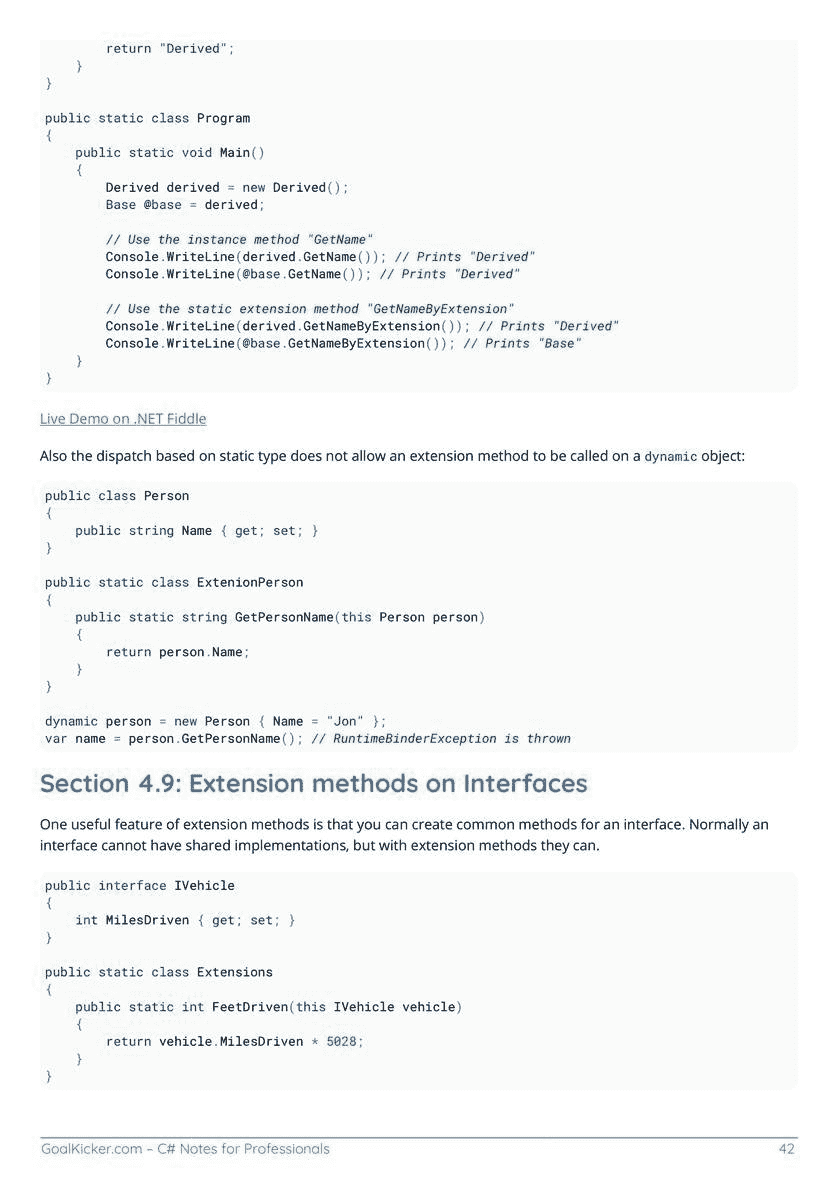 return "Derived";
    }
}

public static class Program
{
    public static void Main()
    {
        Derived derived = new Derived();
        Base @base = derived;

        // Use the instance method "GetName"
        Console.WriteLine(derived.GetName()); // Prints "Derived"
        Console.WriteLine(@base.GetName()); // Prints "Derived"

        // Use the static extension method "GetNameByExtension"
        Console.WriteLine(derived.GetNameByExtension()); // Prints "Derived"
        Console.WriteLine(@base.GetNameByExtension()); // Prints "Base"
    }
}

Live Demo on .NET Fiddle

Also the dispatch based on static type does not allow an extension method to be called on a dynamic object:

public class Person
{
    public string Name { get; set; }
}

public static class ExtenionPerson
{
    public static string GetPersonName(this Person person)
    {
        return person.Name;
    }
}

dynamic person = new Person { Name = "Jon" };
var name = person.GetPersonName(); // RuntimeBinderException is thrown

Section 4.9: Extension methods on Interfaces

One useful feature of extension methods is that you can create common methods for an interface. Normally an
interface cannot have shared implementations, but with extension methods they can.

public interface IVehicle
{
    int MilesDriven { get; set; }
}

public static class Extensions
{
    public static int FeetDriven(this IVehicle vehicle)
    {
        return vehicle.MilesDriven * 5028;
    }
}

GoalKicker.com – C# Notes for Professionals 42